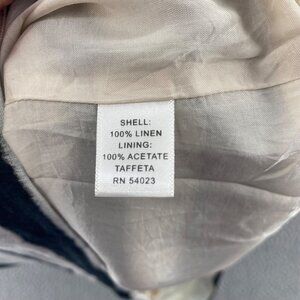 SHELL:
100% LINEN
LINING:
100% ACETATE
TAFFETA
RN 54023